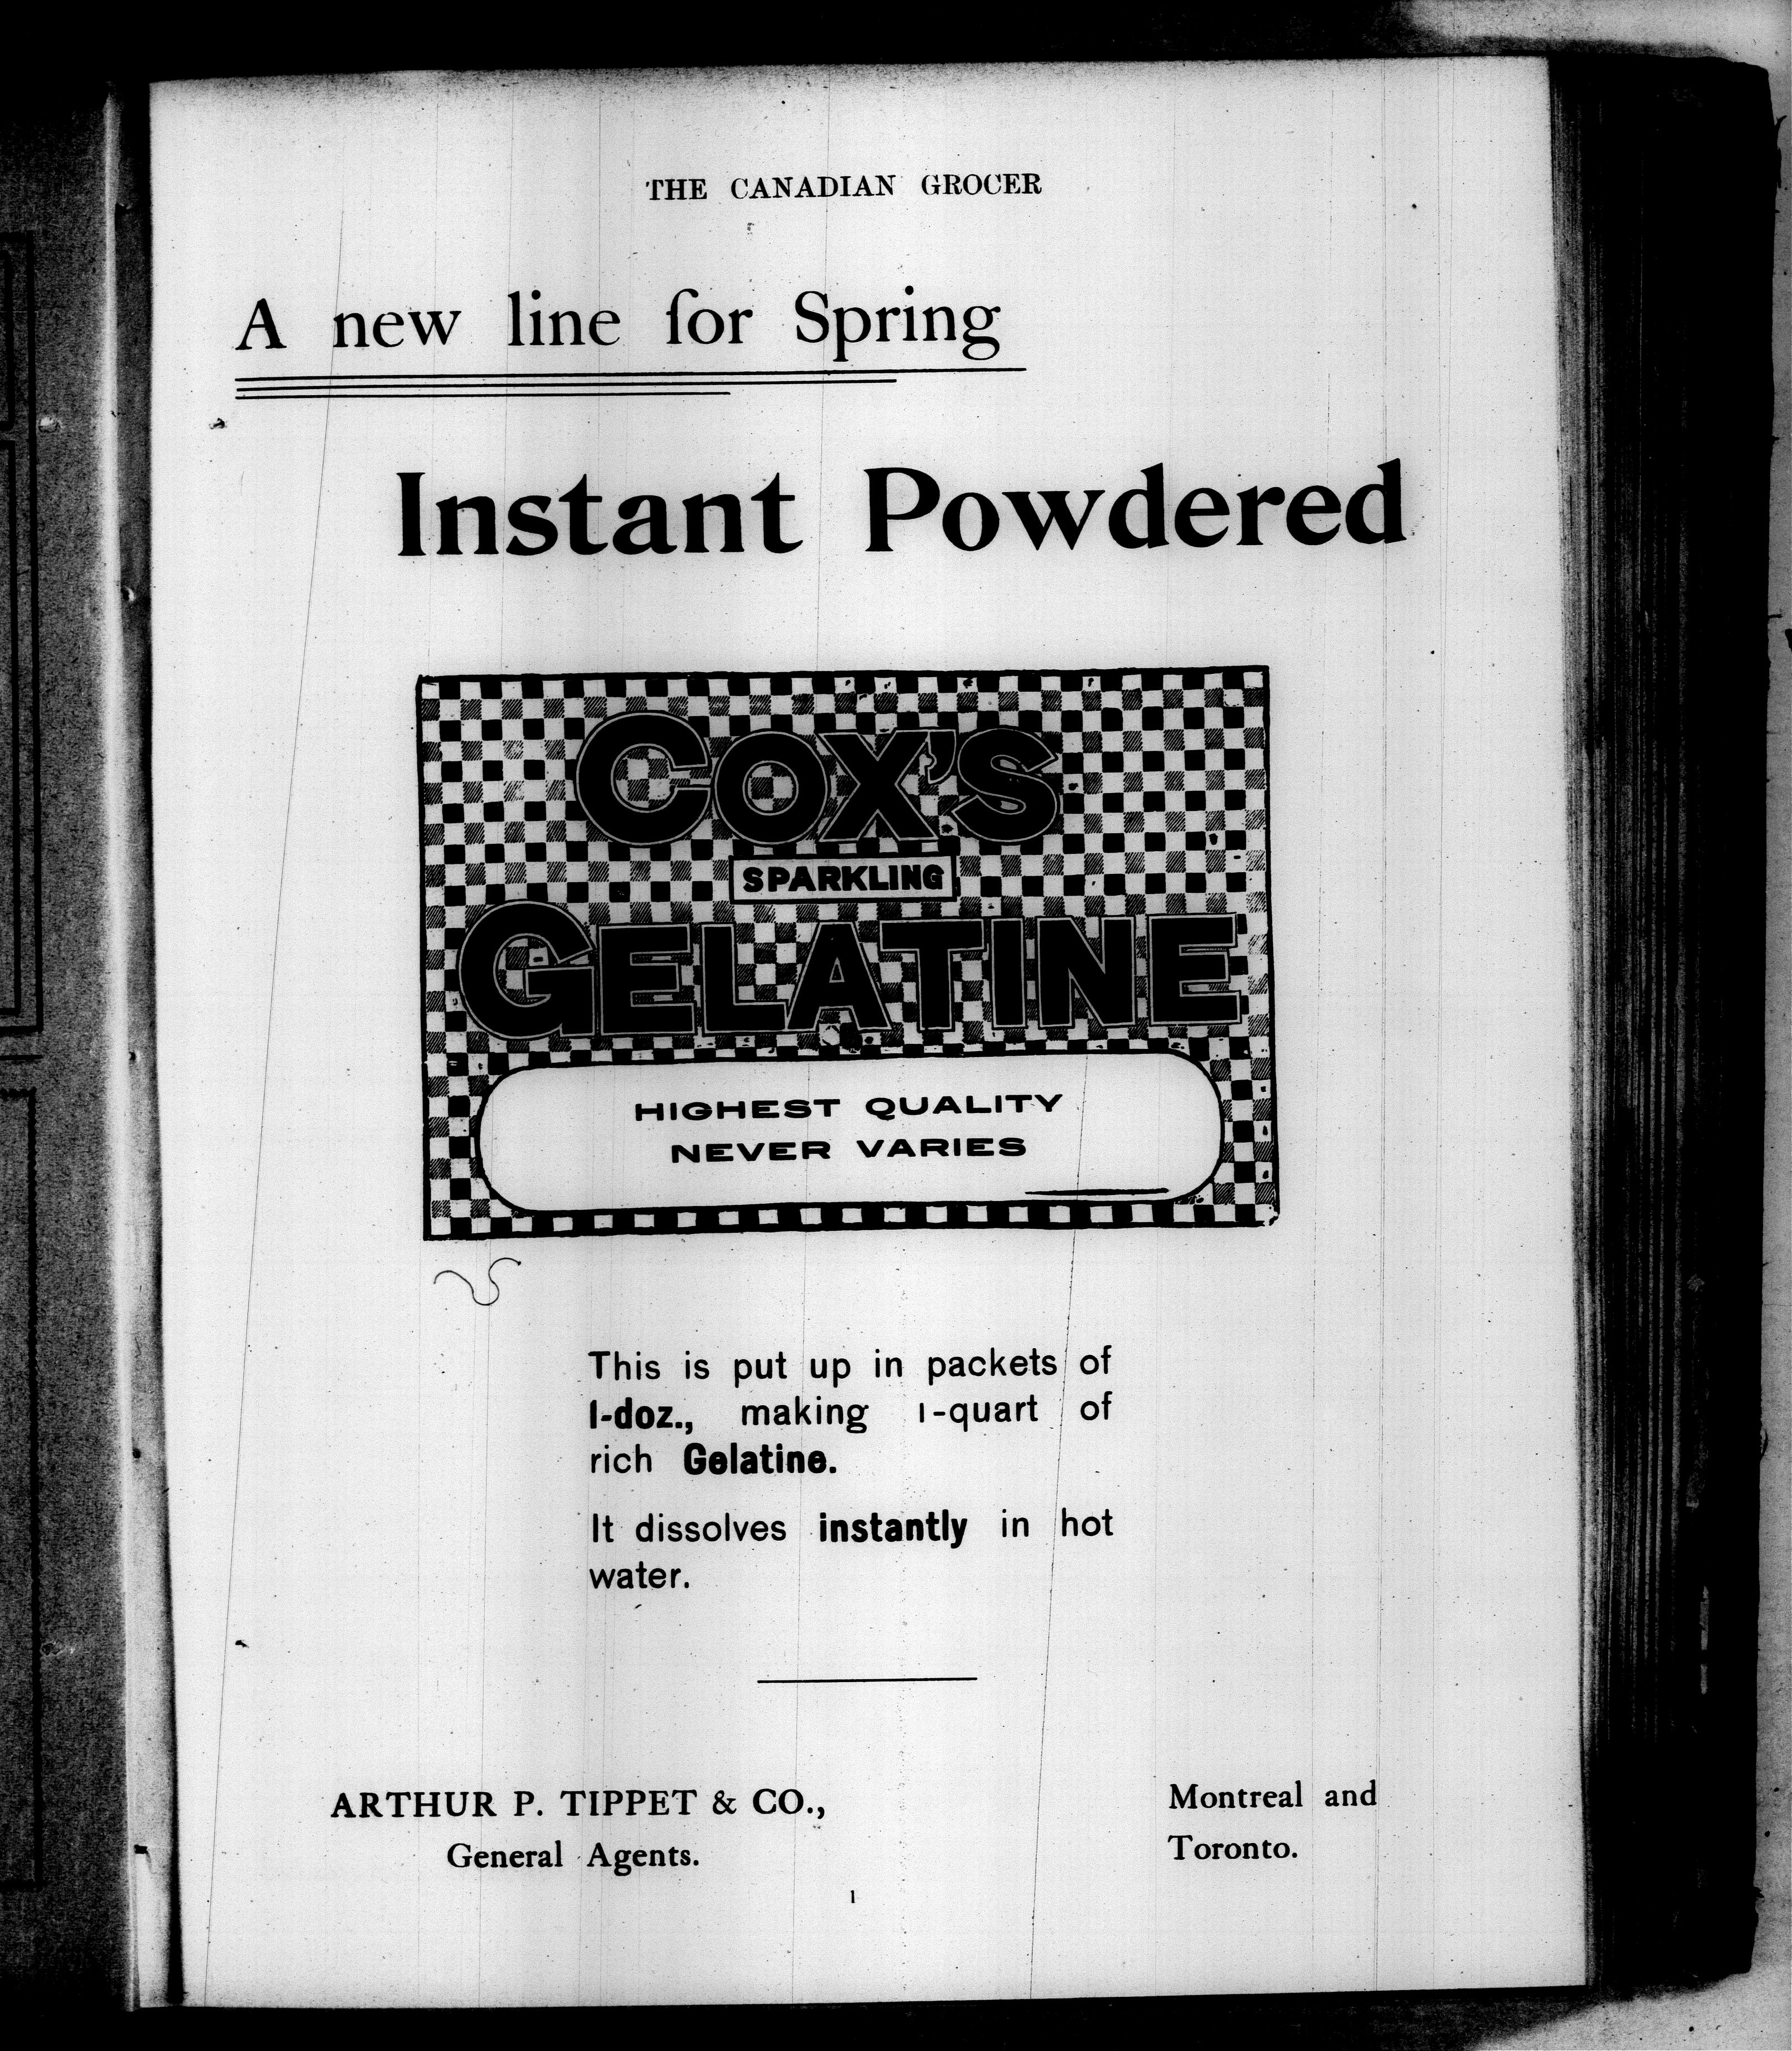 THE CANADIAN GROCER
A new line for Spring
Instant Powdered
COX'S
SPARKLING
GELATINE
HIGHEST QUALITY
NEVER VARIES
This is put up in packets of
1-doz., making 1-quart of
rich Gelatine.
It dissolves instantly in hot
water.
ARTHUR P. TIPPET & CO.,
General Agents.
Montreal and
Toronto.
1